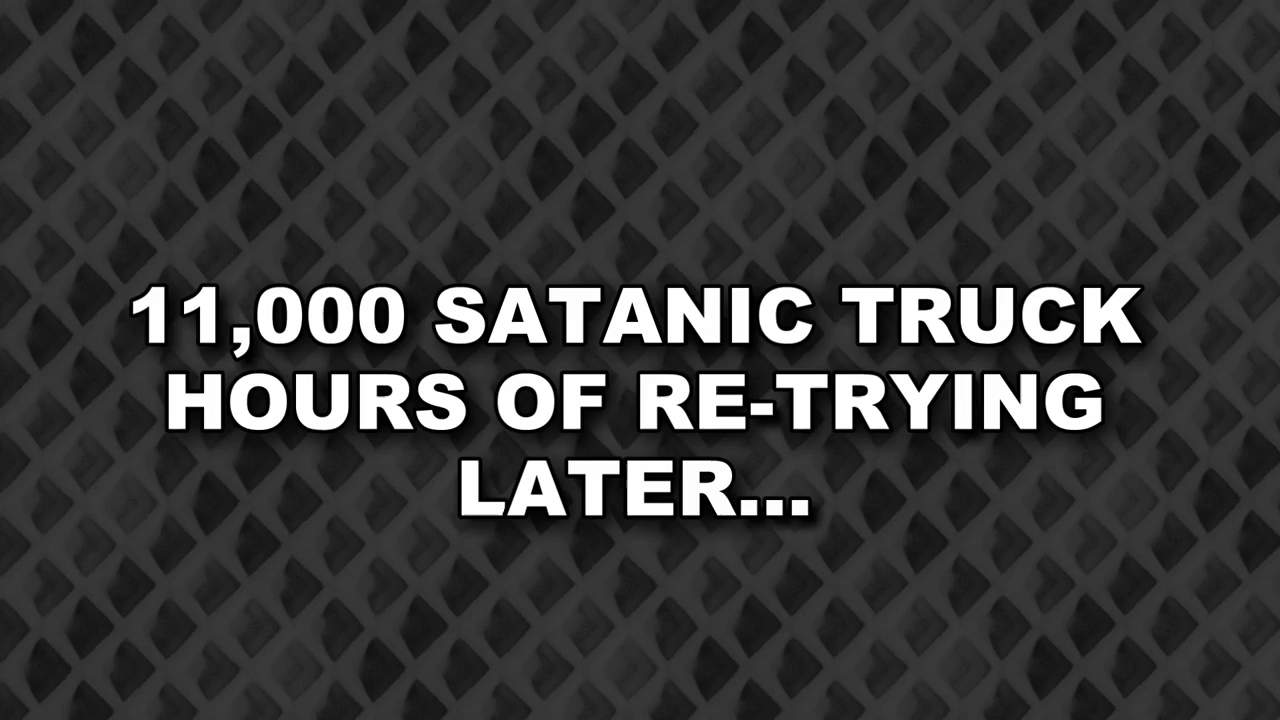 11,000 SATANIC TRUCK
HOURS OF RE-TRYING
LATER...